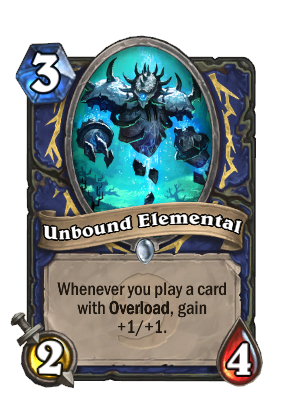 3
Unbound Elemental
Whenever you play a card
with Overload, gain
+1/+1.
2
4